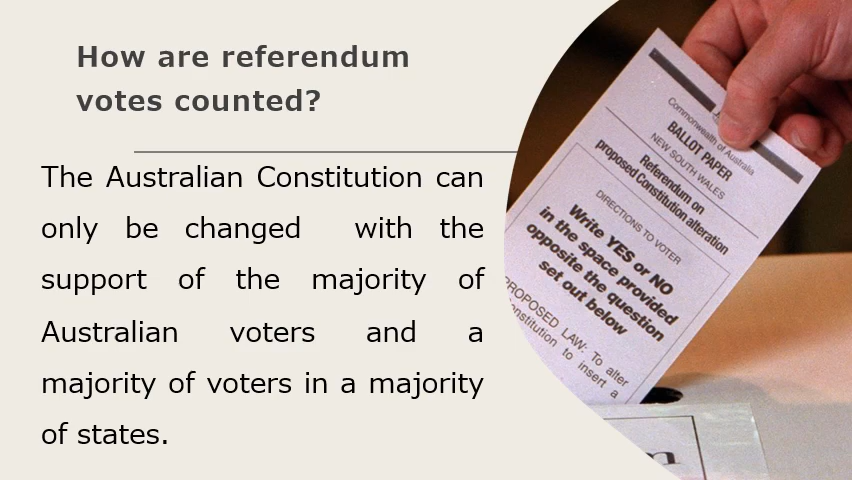 How are referendum
votes counted?
The Australian Constitution can
only be changed with the
support of the majority of
Australian voters and a
majority of voters in a majority
of states.
Commonwealth of Australia
BALLOT PAPER
NEW SOUTH WALES
Referendum on
proposed Constitution alteration
DIRECTIONS TO VOTER
Write YES or NO
in the space provided
opposite the question
set out below
PROPOSED LAW: To alter
onstitution to insert a